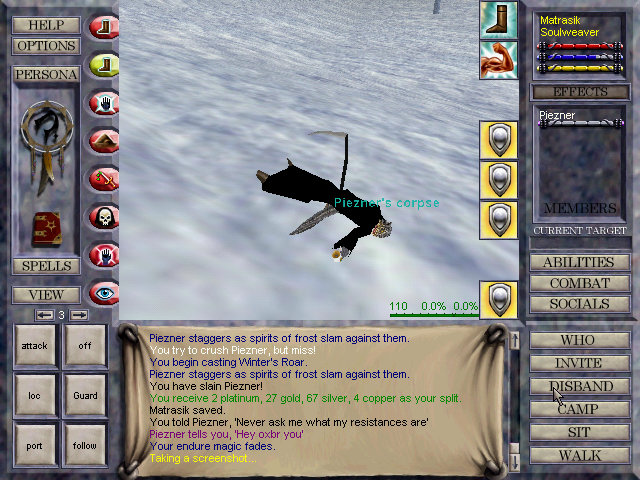 HELP
OPTIONS
PERSONA
SPELLS
VIEW
3
attack
off
loc
Guard
port
follow
Piezner's corpse
110 0.0% 0.0%
Piezner staggers as spirits of frost slam against them.
You try to crush Piezner, but miss!
You begin casting Winter's Roar.
Piezner staggers as spirits of frost slam against them.
You have slain Piezner!
You receive 2 platinum, 27 gold, 67 silver, 4 copper as your split.
Matrasik saved.
You told Piezner, 'Never ask me what my resistances are'
Piezner tells you, 'Hey oxbr you'
Your endure magic fades.
Taking a screenshot...
Matrasik
Soulweaver
EFFECTS
Piezner
MEMBERS
CURRENT TARGET
ABILITIES
COMBAT
SOCIALS
WHO
INVITE
DISBAND
CAMP
SIT
WALK